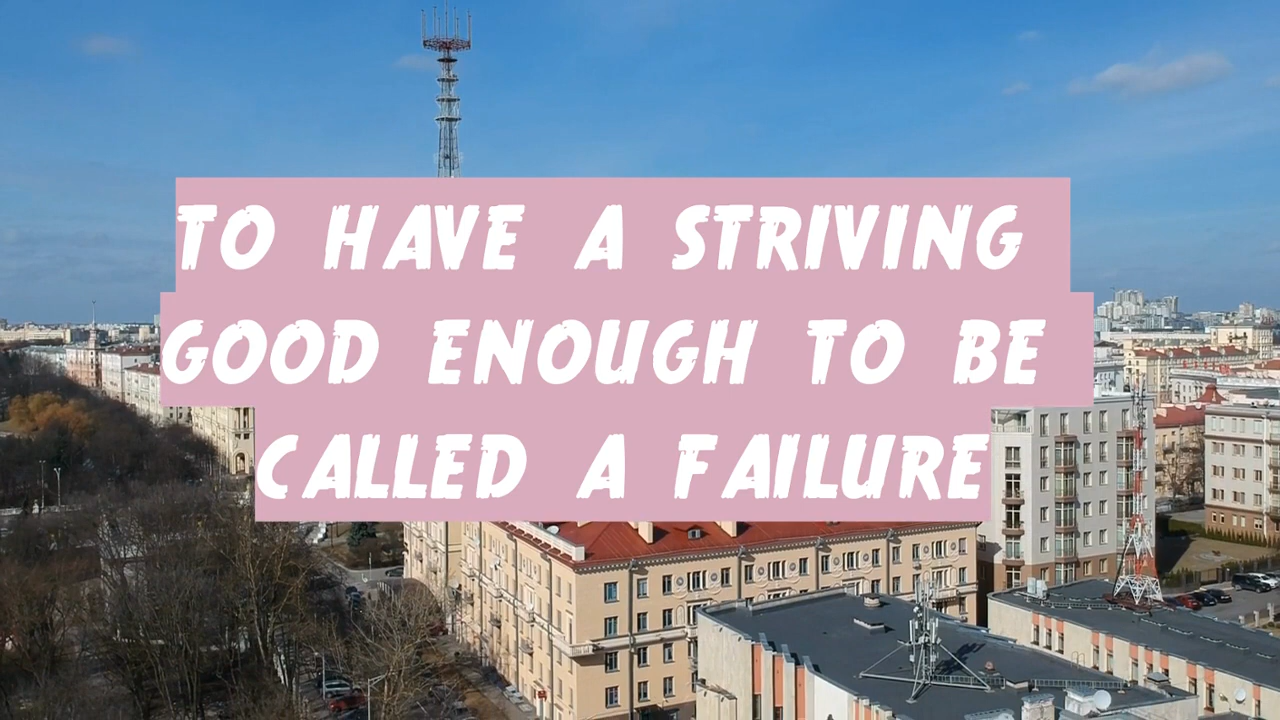 TO HAVE A STRIVING
GOOD ENOUGH TO BE
CALLED A FAILURE